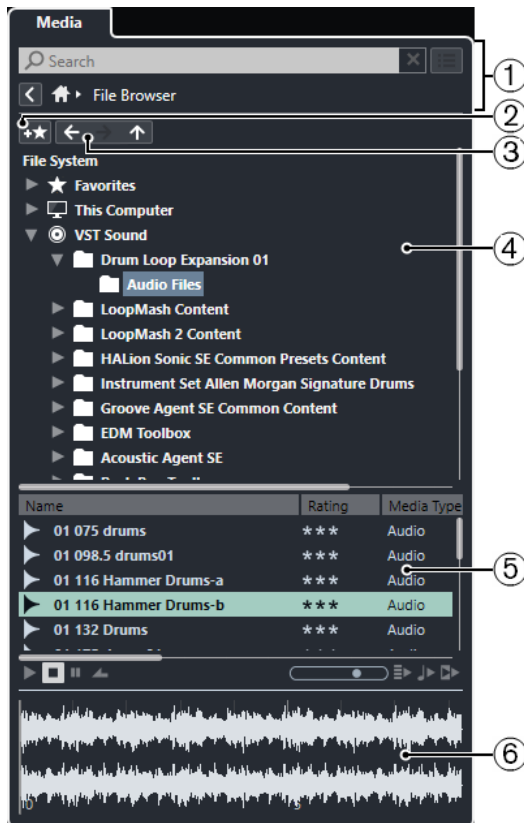 Media
Search
File Browser
1
2
3
File System
Favorites
This Computer
VST Sound
4
Drum Loop Expansion 01
Audio Files
LoopMash Content
LoopMash 2 Content
HALion Sonic SE Common Presets Content
Instrument Set Allen Morgan Signature Drums
Groove Agent SE Common Content
EDM Toolbox
Acoustic Agent SE
Name Rating Media Type
01 075 drums *** Audio
01 098.5 drums01 *** Audio
01 116 Hammer Drums-a *** Audio
5
01 116 Hammer Drums-b *** Audio
01 132 Drums *** Audio
6